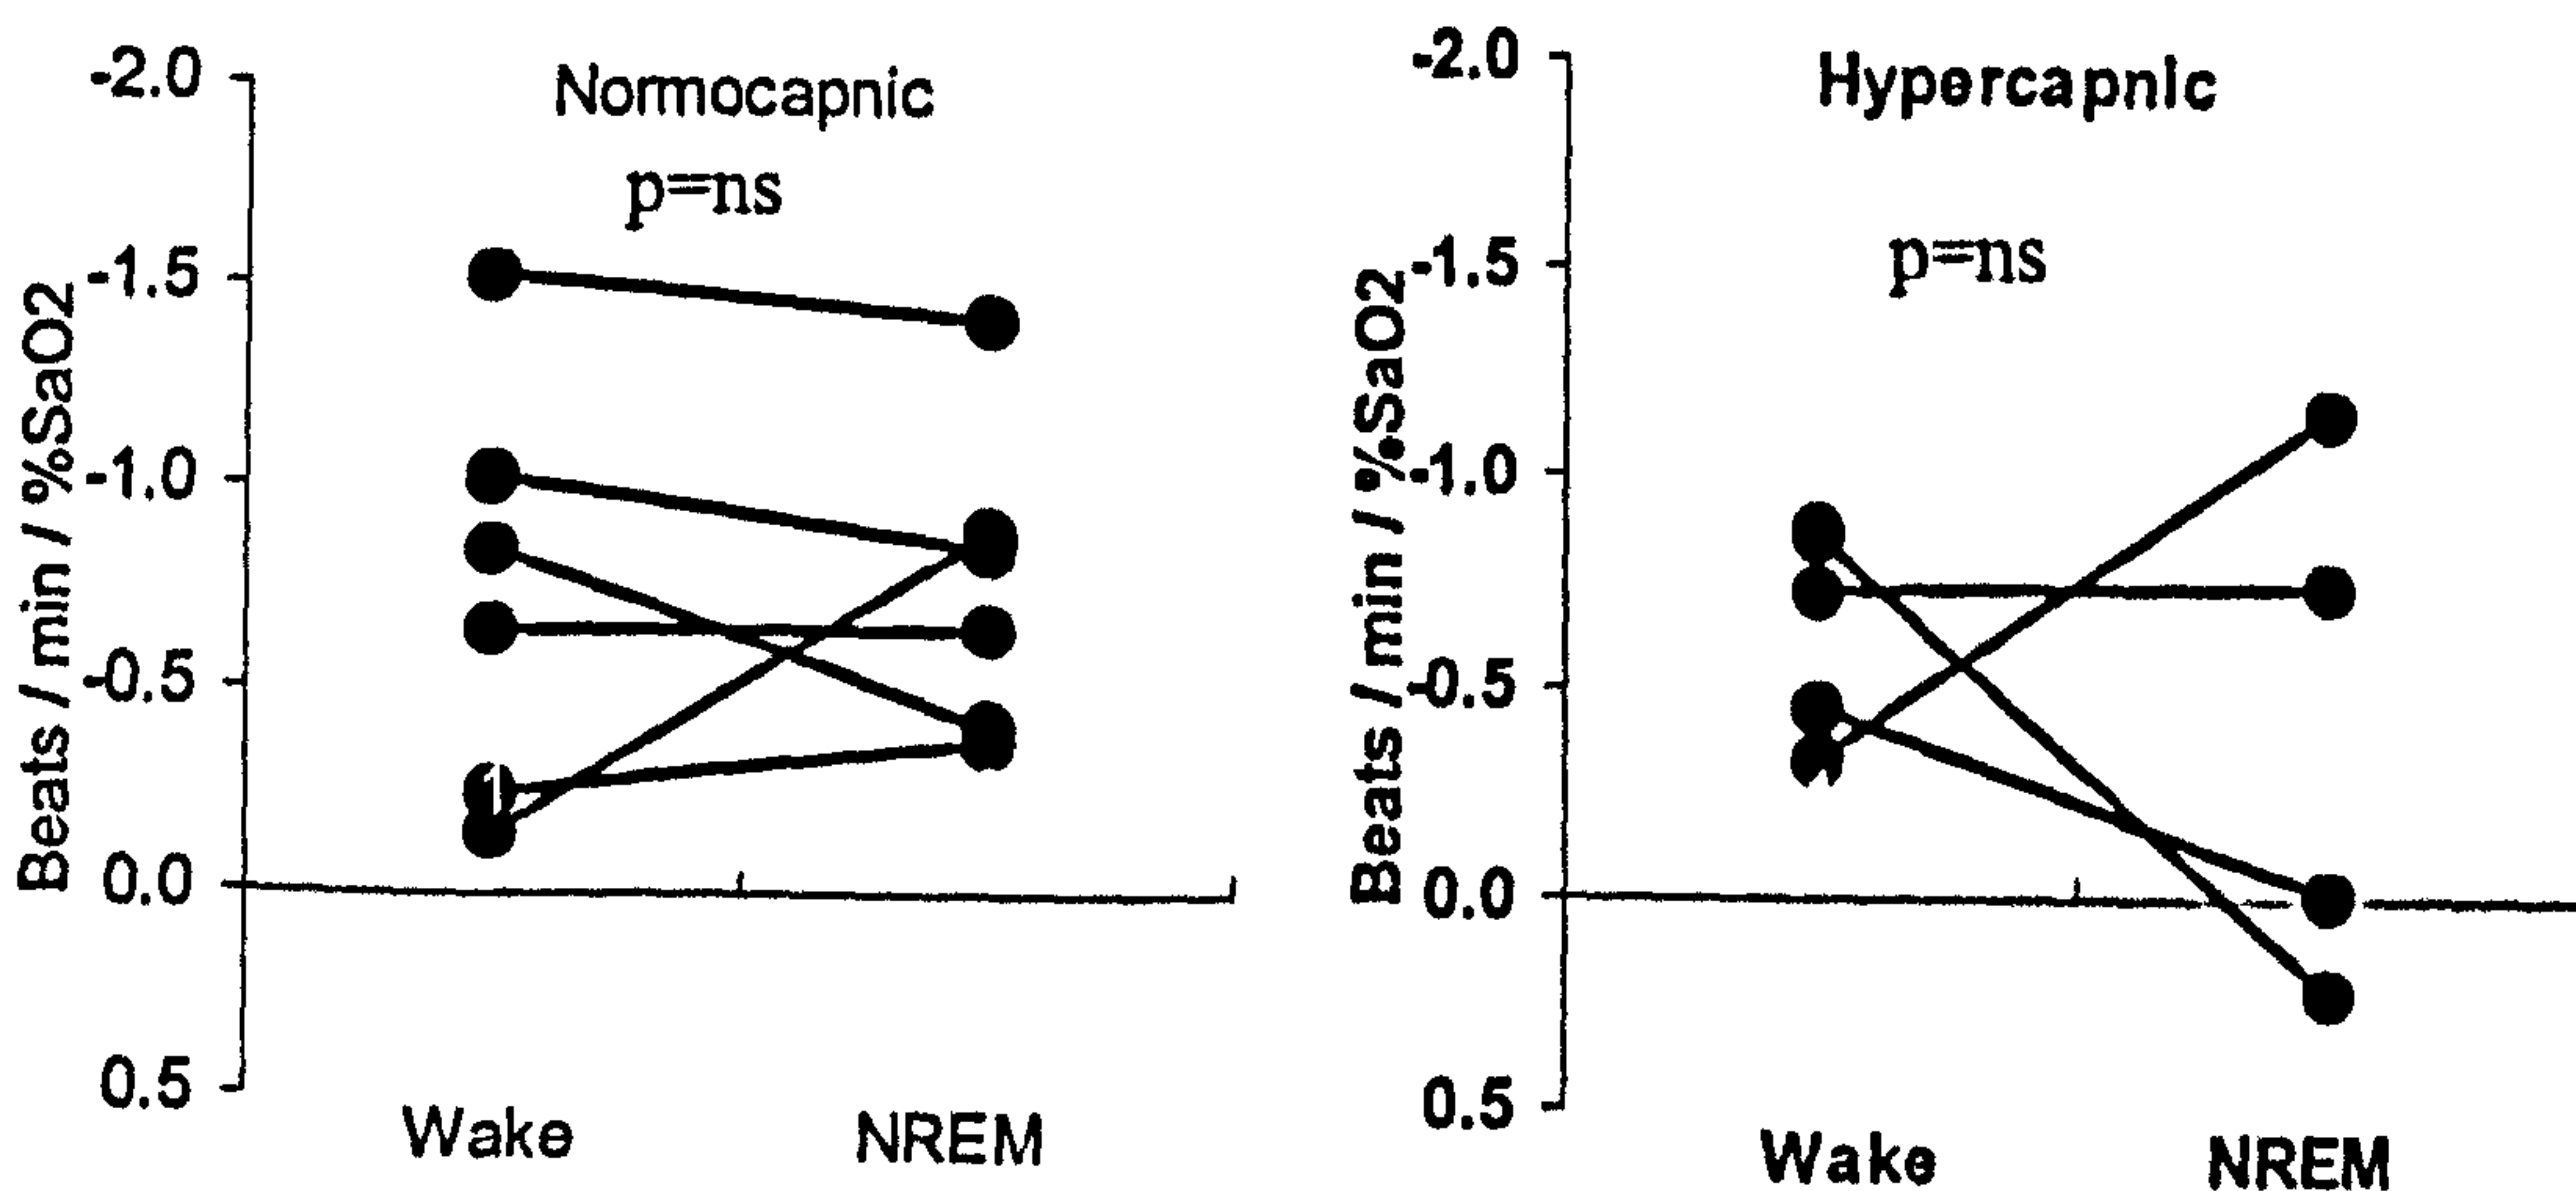 Normocapnic
p=ns
Beats / min / %SaO2
-2.0
-1.5
-1.0
-0.5
0.0
0.5
Wake NREM
Hypercapnic
p=ns
Beats / min / %SaO2
-2.0
-1.5
-1.0
-0.5
0.0
0.5
Wake NREM